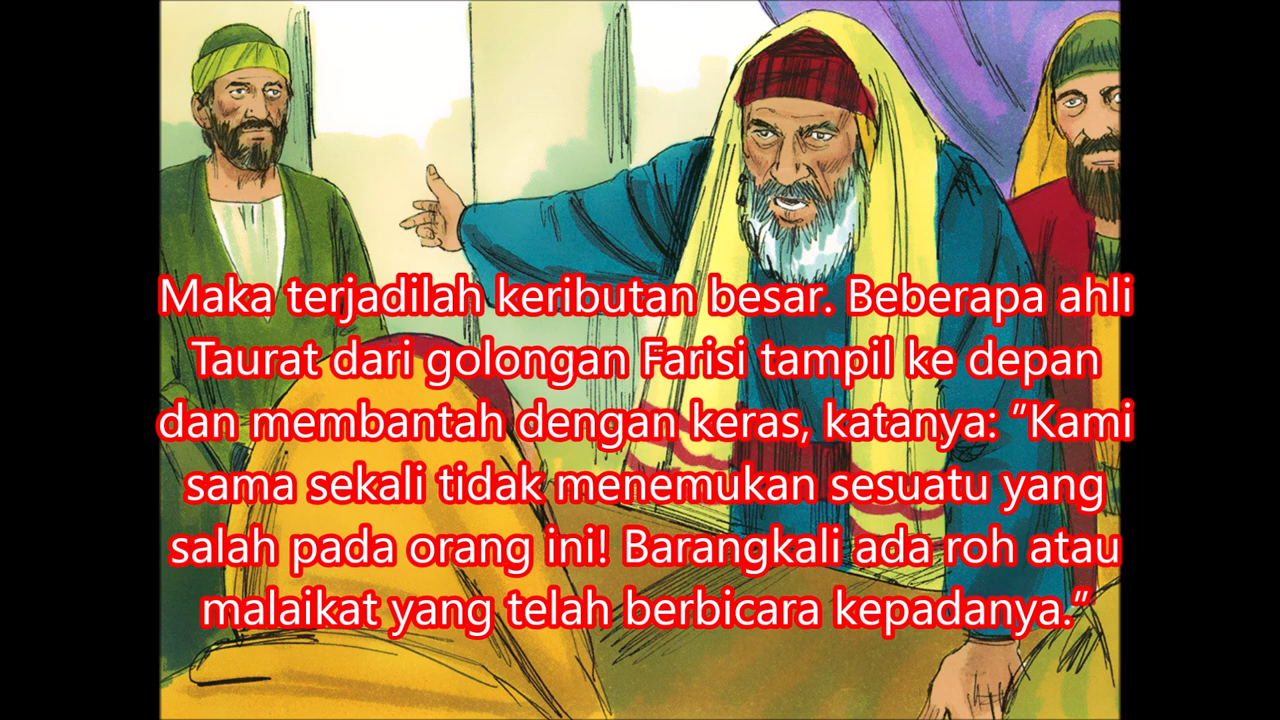 Maka terjadilah keributan besar. Beberapa ahli
Taurat dari golongan Farisi tampil ke depan
dan membantah dengan keras, katanya: ”Kami
sama sekali tidak menemukan sesuatu yang
salah pada orang ini! Barangkali ada roh atau
malaikat yang telah berbicara kepadanya.”